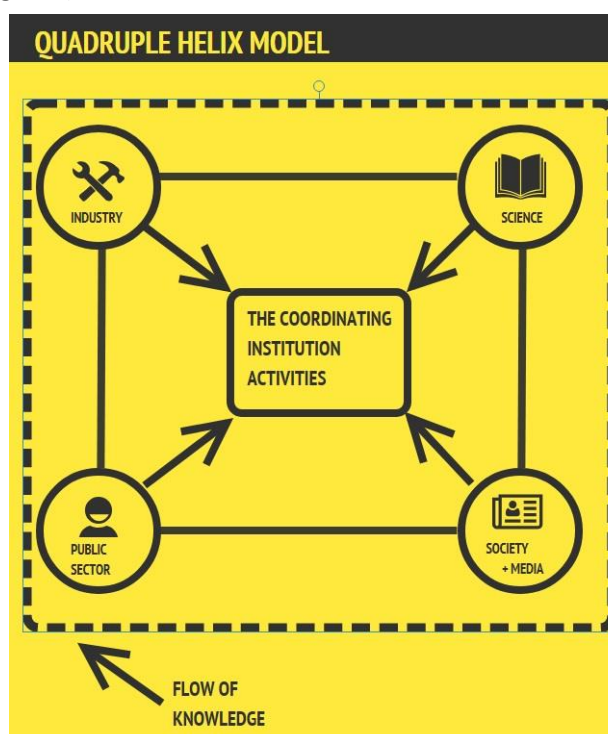 QUADRUPLE HELIX MODEL
INDUSTRY
SCIENCE
THE COORDINATING
INSTITUTION
ACTIVITIES
PUBLIC
SECTOR
SOCIETY
+ MEDIA
FLOW OF
KNOWLEDGE